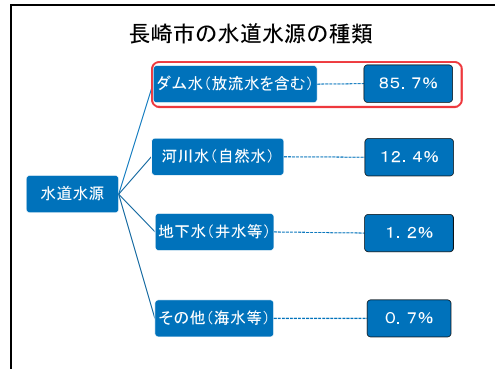 長崎市の水道水源の種類
ダム水(放流水を含む)
85.7%
河川水(自然水)
12.4%
水道水源
地下水(井水等)
1.2%
その他(海水等)
0.7%